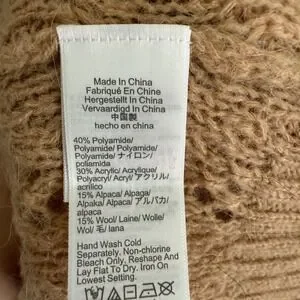 Made In China
Fabriqué En Chine
Hergestellt In China
Vervaardigd In China
中国製
hecho en china
40% Polyamide/
Polyamide/Polyamid/
Polyamide/ナイロン/
poliamida
30% Acrylic/Acrylique/
Polyacryl/Acryl/アクリル/
acrílico
15% Alpaca/Alpaga/
Alpaka/Alpaca/アルパカ/
alpaca
15% Wool/Laine/Wolle/
Wol/毛/lana
Hand Wash Cold
Separately. Non-chlorine
Bleach Only. Reshape And
Lay Flat To Dry. Iron On
Lowest Setting.